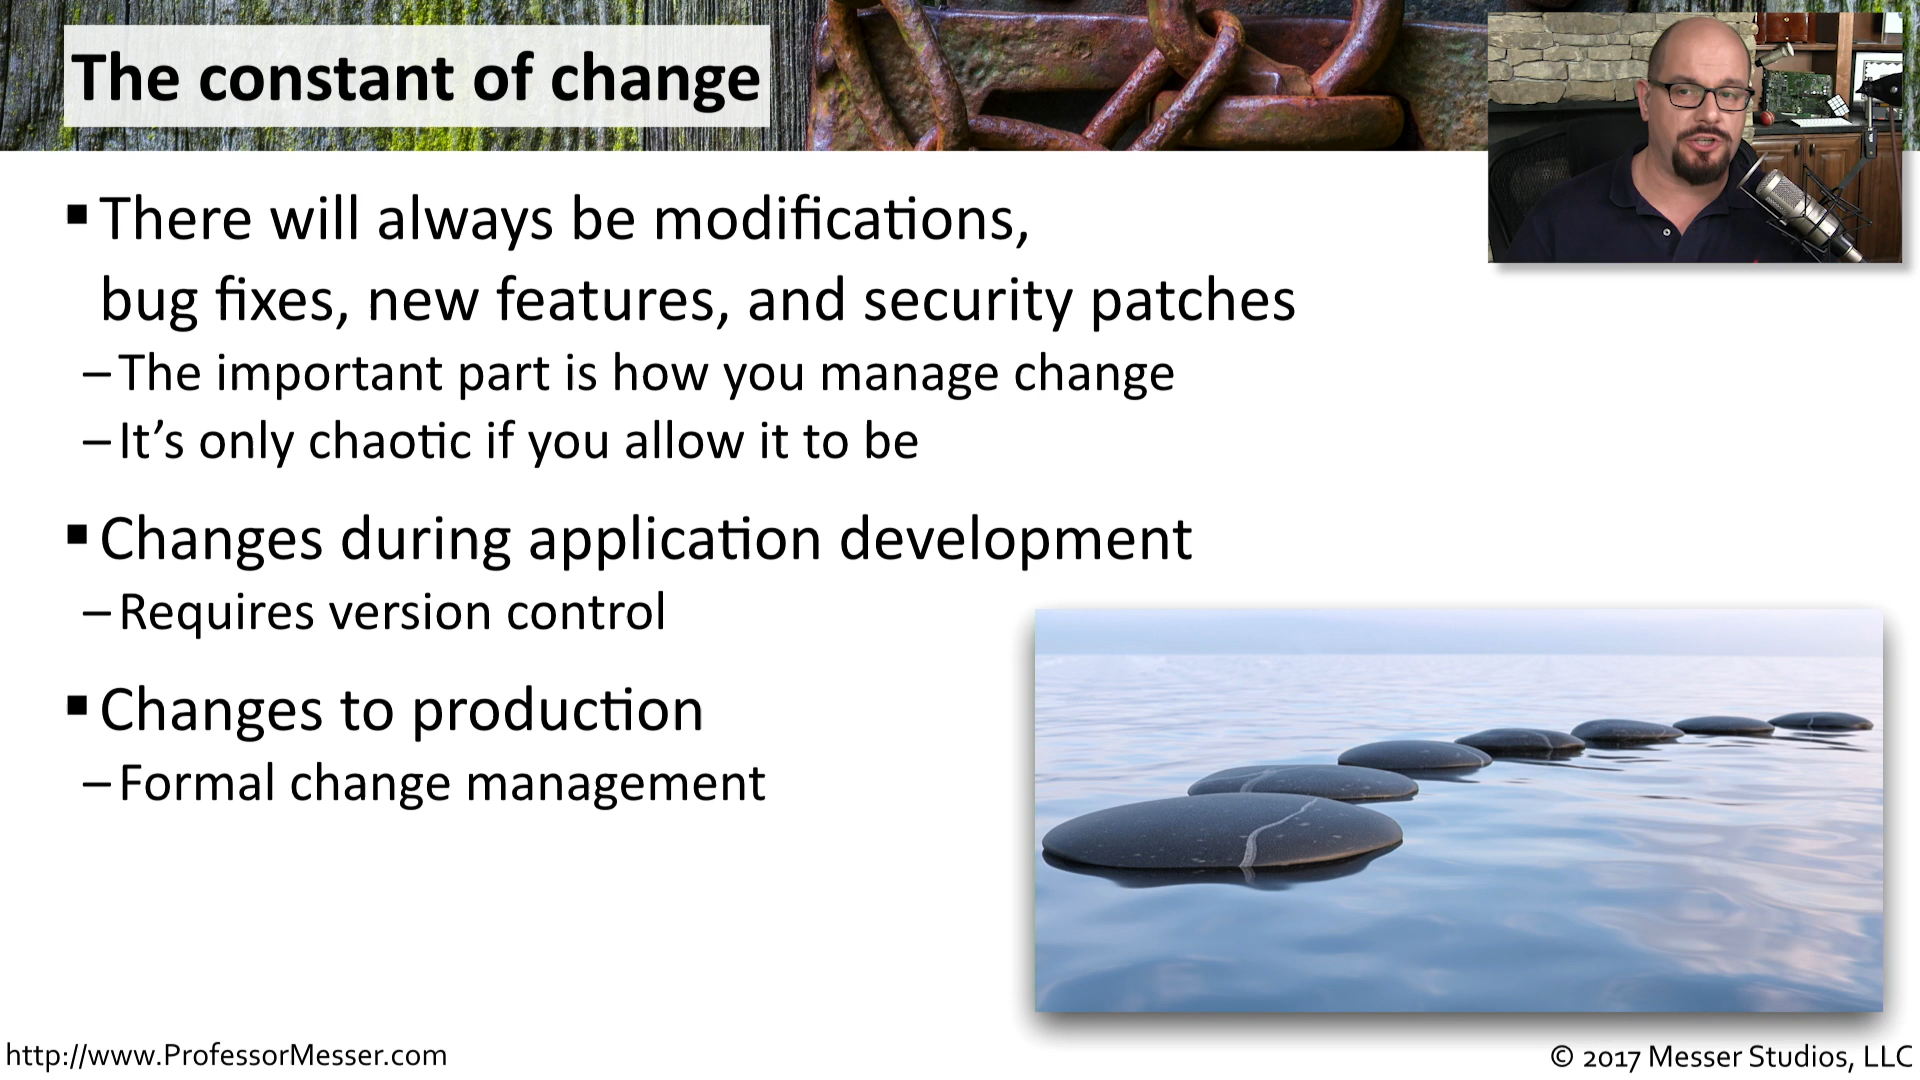 The constant of change
▪ There will always be modifications,
bug fixes, new features, and security patches
– The important part is how you manage change
– It’s only chaotic if you allow it to be
▪ Changes during application development
– Requires version control
▪ Changes to production
– Formal change management
http://www.ProfessorMesser.com
© 2017 Messer Studios, LLC